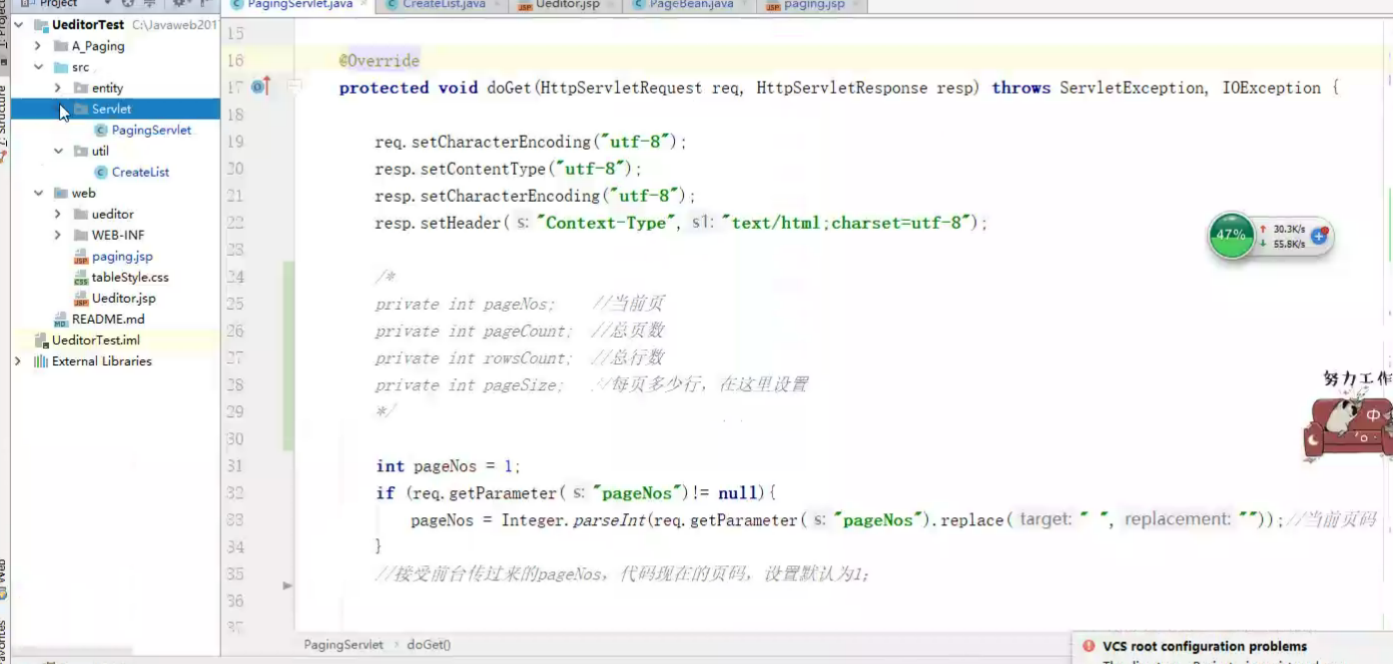 Project
PagingServlet.java
CreateList.java
Ueditor.jsp
PageBean.java
paging.jsp
UeditorTest C:\Javaweb201
A_Paging
src
entity
Servlet
PagingServlet
util
CreateList
web
ueditor
WEB-INF
paging.jsp
tableStyle.css
Ueditor.jsp
README.md
UeditorTest.iml
External Libraries
15
16 @Override
17 protected void doGet(HttpServletRequest req, HttpServletResponse resp) throws ServletException, IOException {
18
19 req.setCharacterEncoding("utf-8");
20 resp.setContentType("utf-8");
21 resp.setCharacterEncoding("utf-8");
22 resp.setHeader( s: "Context-Type", s1: "text/html;charset=utf-8");
23
24 /*
25 private int pageNos; //当前页
26 private int pageCount; //总页数
27 private int rowsCount; //总行数
28 private int pageSize; //每页多少行，在这里设置
29 */
30
31 int pageNos = 1;
32 if (req.getParameter( s: "pageNos")!= null){
33 pageNos = Integer.parseInt(req.getParameter( s: "pageNos").replace( target: " ", replacement: ""));//当前页码
34 }
35 //接受前台传过来的pageNos，代码现在的页码，设置默认为1;
36
37
47%
30.3K/s
55.8K/s
努力工作
中
PagingServlet
doGet()
VCS root configuration problems